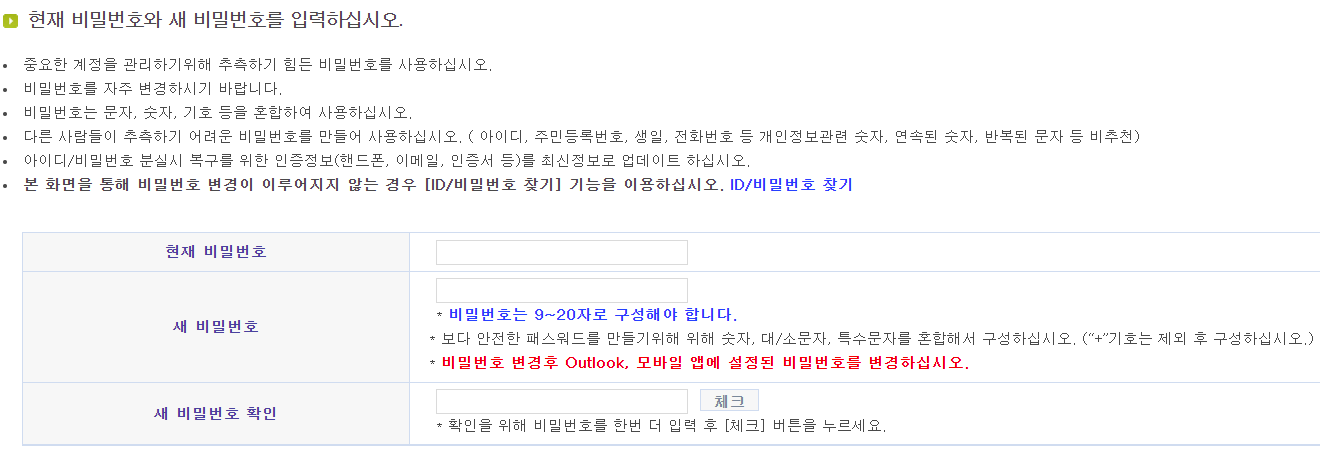 현재 비밀번호와 새 비밀번호를 입력하십시오.
• 중요한 계정을 관리하기위해 추측하기 힘든 비밀번호를 사용하십시오.
• 비밀번호를 자주 변경하시기 바랍니다.
• 비밀번호는 문자, 숫자, 기호 등을 혼합하여 사용하십시오.
• 다른 사람들이 추측하기 어려운 비밀번호를 만들어 사용하십시오. ( 아이디, 주민등록번호, 생일, 전화번호 등 개인정보관련 숫자, 연속된 숫자, 반복된 문자 등 비추천)
• 아이디/비밀번호 분실시 복구를 위한 인증정보(핸드폰, 이메일, 인증서 등)를 최신정보로 업데이트 하십시오.
• 본 화면을 통해 비밀번호 변경이 이루어지지 않는 경우 [ID/비밀번호 찾기] 기능을 이용하십시오. ID/비밀번호 찾기
현재 비밀번호
새 비밀번호
* 비밀번호는 9~20자로 구성해야 합니다.
* 보다 안전한 패스워드를 만들기위해 위해 숫자, 대/소문자, 특수문자를 혼합해서 구성하십시오. (“+”기호는 제외 후 구성하십시오.)
* 비밀번호 변경후 Outlook, 모바일 앱에 설정된 비밀번호를 변경하십시오.
새 비밀번호 확인
체크
* 확인을 위해 비밀번호를 한번 더 입력 후 [체크] 버튼을 누르세요.